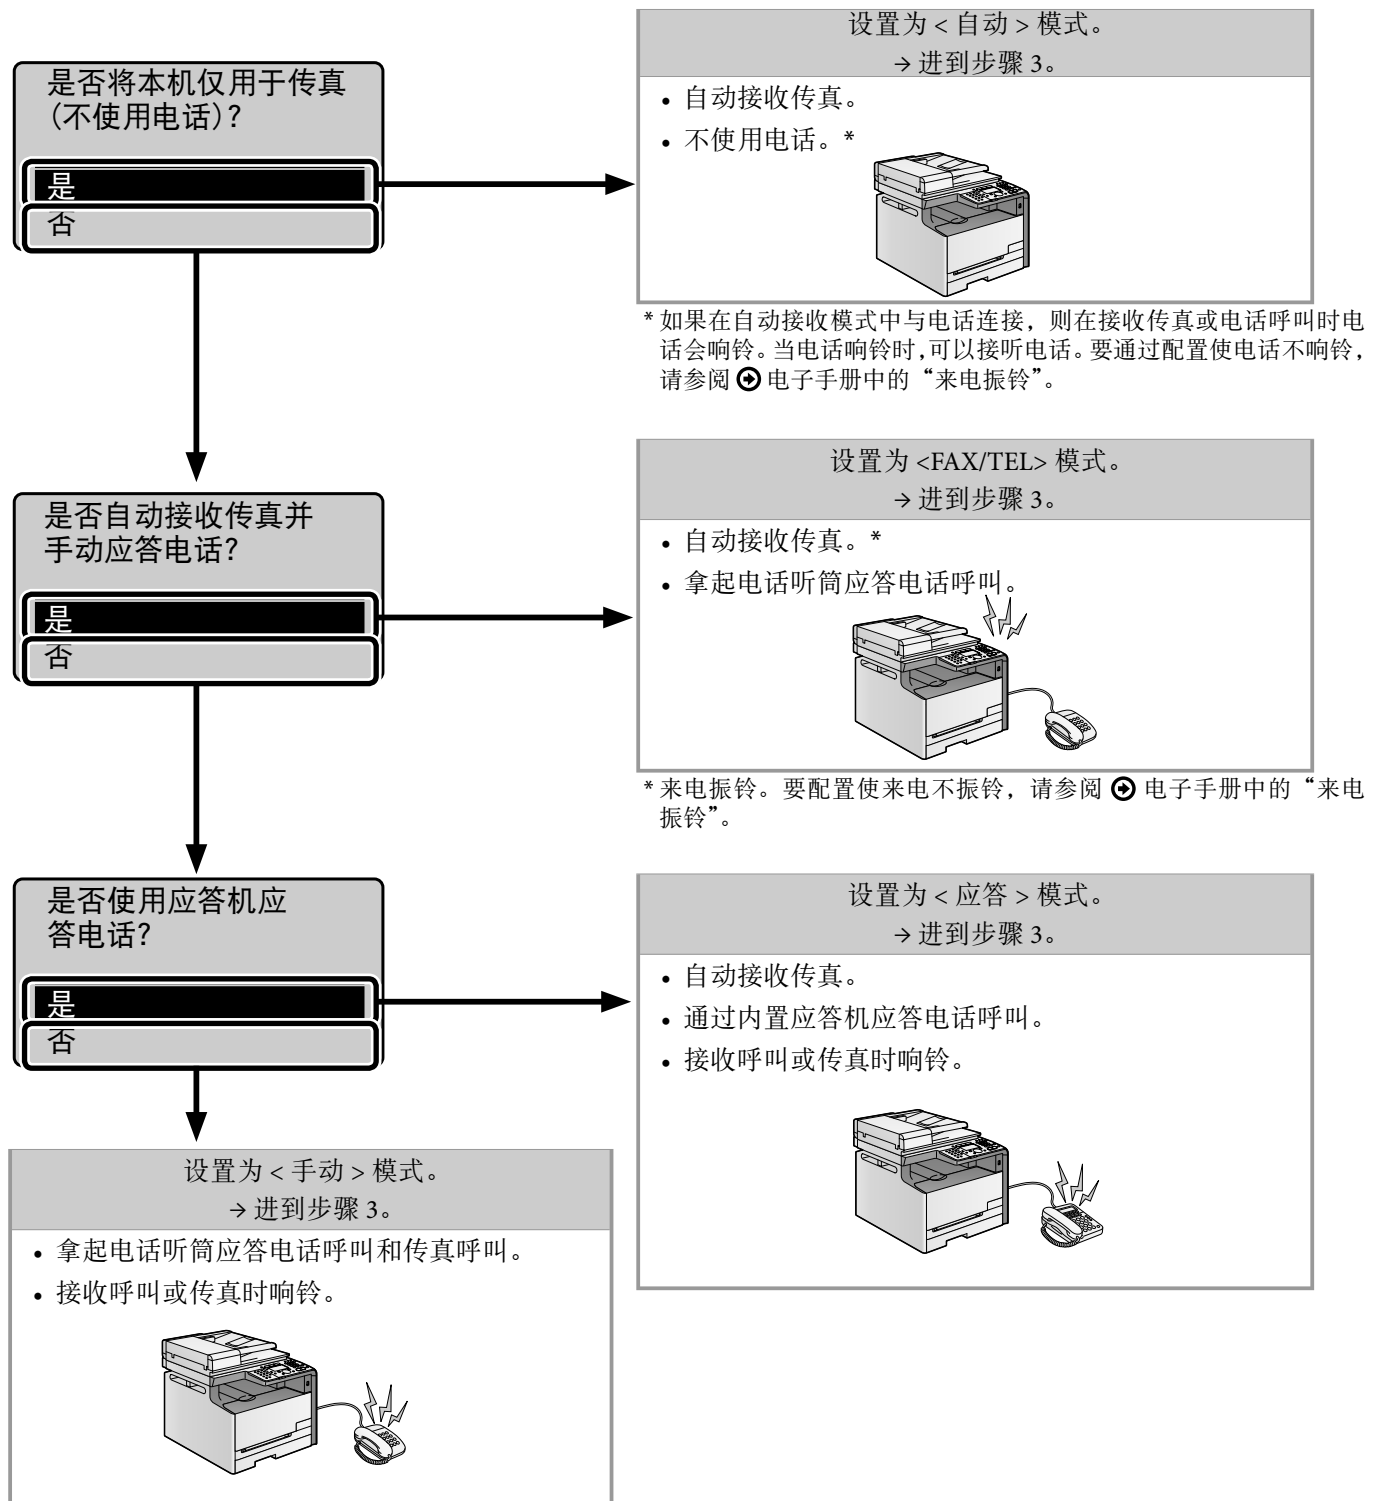 是否将本机仅用于传真
(不使用电话)?
是
否
设置为 < 自动 > 模式。
→ 进到步骤 3。
• 自动接收传真。
• 不使用电话。*
* 如果在自动接收模式中与电话连接，则在接收传真或电话呼叫时电
话会响铃。当电话响铃时，可以接听电话。要通过配置使电话不响铃，
请参阅 电子手册中的“来电振铃”。
是否自动接收传真并
手动应答电话?
是
否
设置为 <FAX/TEL> 模式。
→ 进到步骤 3。
• 自动接收传真。*
• 拿起电话听筒应答电话呼叫。
* 来电振铃。要配置使来电不振铃，请参阅 电子手册中的“来电
振铃”。
是否使用应答机应
答电话?
是
否
设置为 < 应答 > 模式。
→ 进到步骤 3。
• 自动接收传真。
• 通过内置应答机应答电话呼叫。
• 接收呼叫或传真时响铃。
设置为 < 手动 > 模式。
→ 进到步骤 3。
• 拿起电话听筒应答电话呼叫和传真呼叫。
• 接收呼叫或传真时响铃。